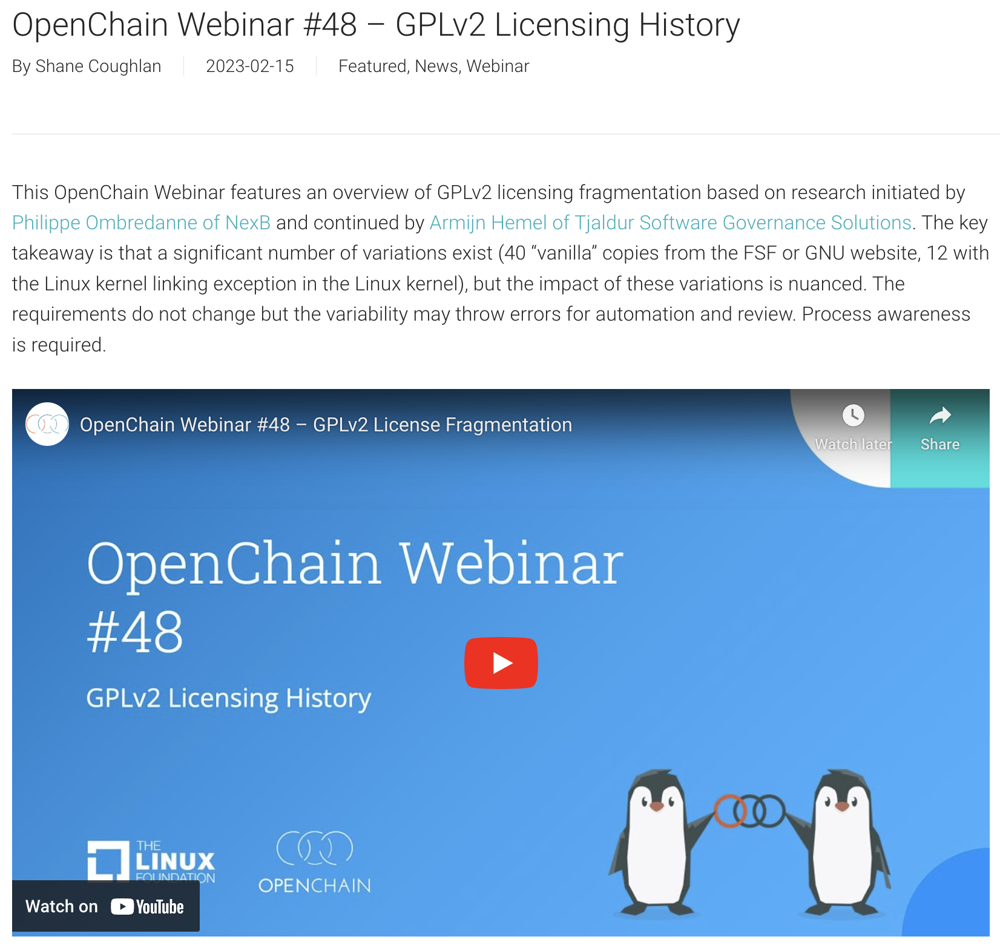 OpenChain Webinar #48 – GPLv2 Licensing History
By Shane Coughlan 2023-02-15 Featured, News, Webinar
This OpenChain Webinar features an overview of GPLv2 licensing fragmentation based on research initiated by
Philippe Ombredanne of NexB and continued by Armijn Hemel of Tjaldur Software Governance Solutions. The key
takeaway is that a significant number of variations exist (40 “vanilla” copies from the FSF or GNU website, 12 with
the Linux kernel linking exception in the Linux kernel), but the impact of these variations is nuanced. The
requirements do not change but the variability may throw errors for automation and review. Process awareness
is required.
OpenChain Webinar #48 – GPLv2 License Fragmentation
Watch later
Share
OpenChain Webinar
#48
GPLv2 Licensing History
THE
LINUX
FOUNDATION
OPENCHAIN
Watch on YouTube